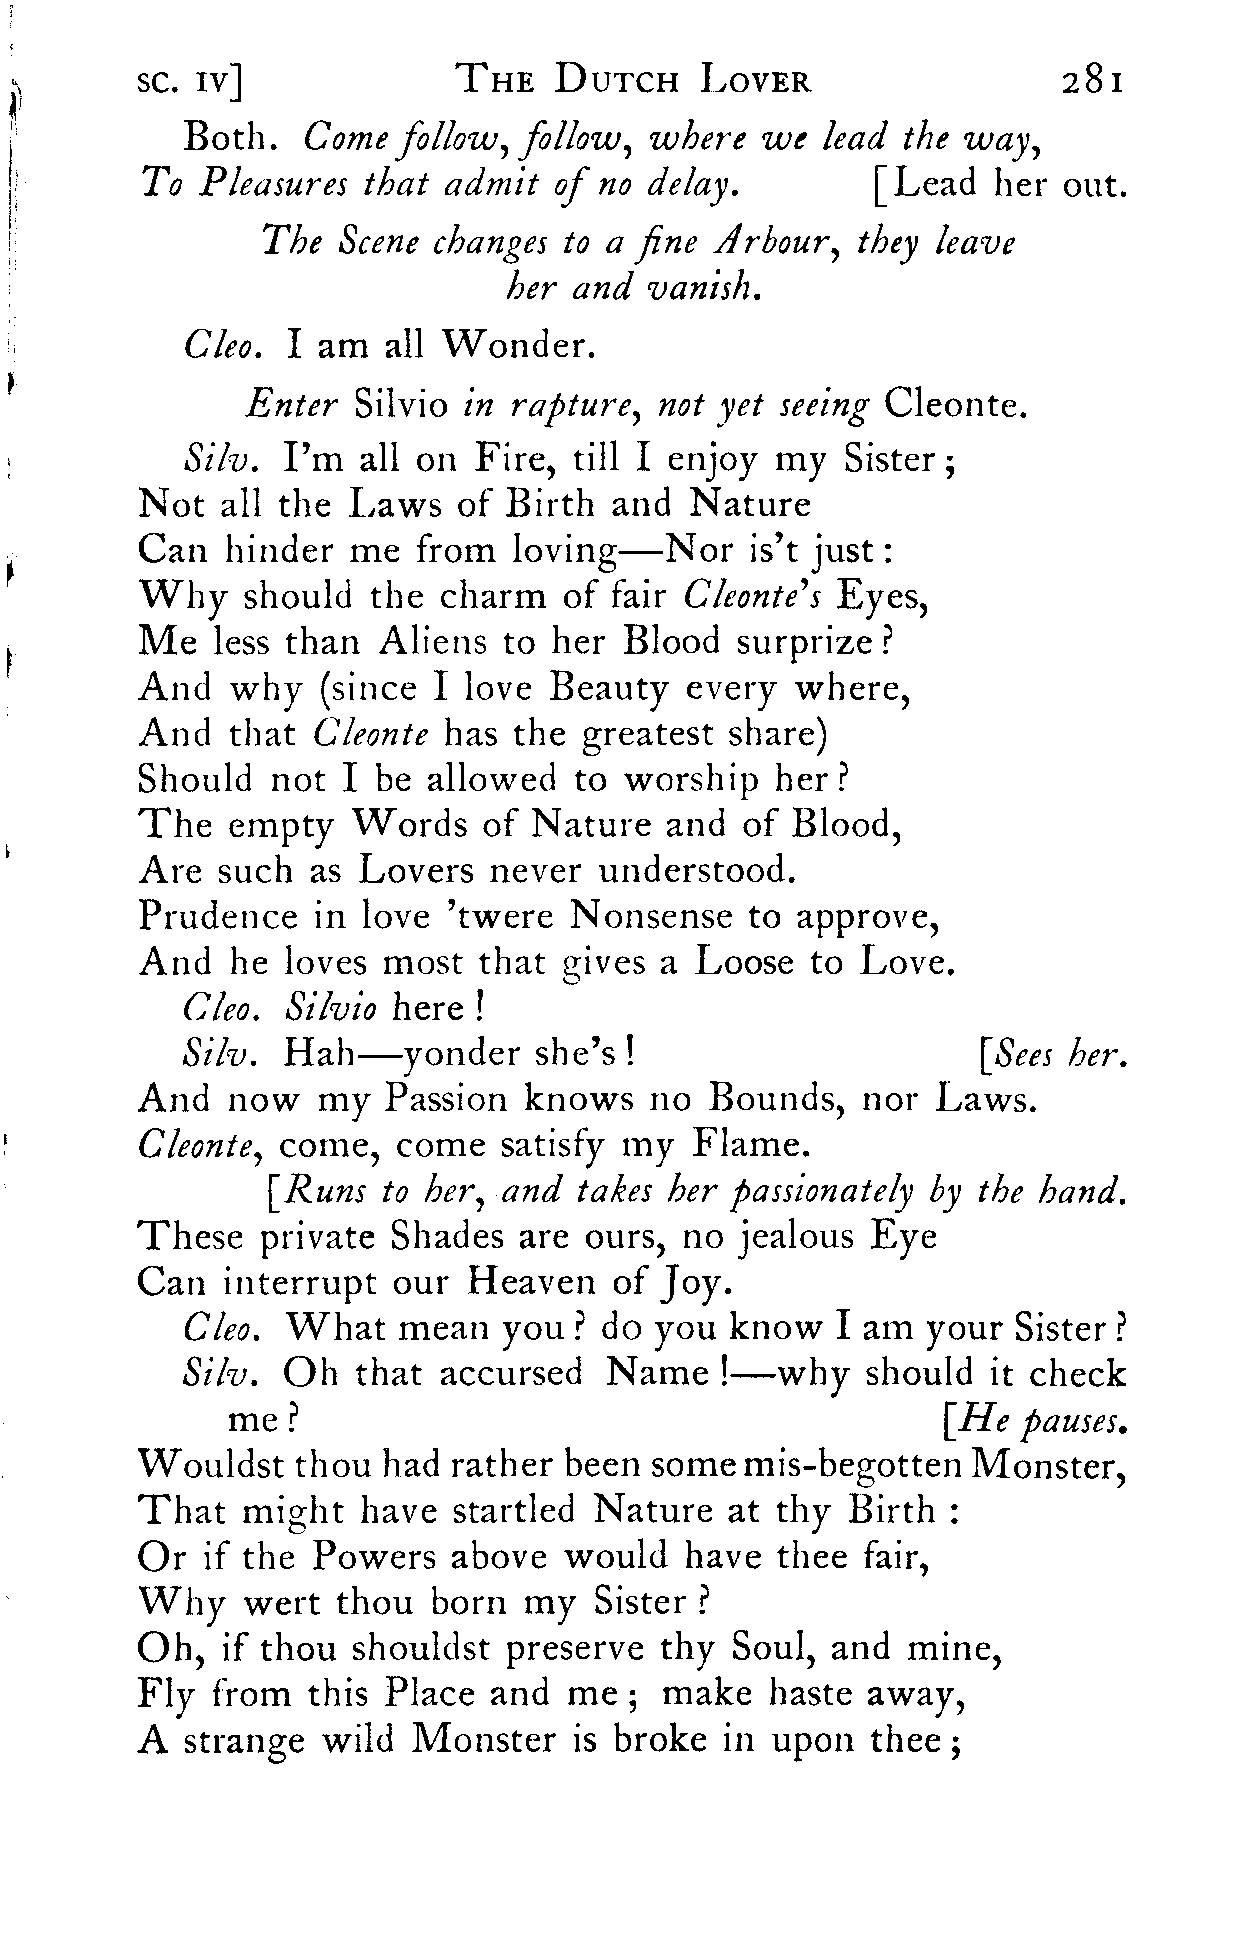 SC. IV] THE DUTCH LOVER 281
Both. Come follow, follow, where we lead the way,
To Pleasures that admit of no delay. [Lead her out.
The Scene changes to a fine Arbour, they leave
her and vanish.
Cleo. I am all Wonder.
Enter Silvio in rapture, not yet seeing Cleonte.
Silv. I'm all on Fire, till I enjoy my Sister;
Not all the Laws of Birth and Nature
Can hinder me from loving—Nor is't just:
Why should the charm of fair Cleonte's Eyes,
Me less than Aliens to her Blood surprize?
And why (since I love Beauty every where,
And that Cleonte has the greatest share)
Should not I be allowed to worship her?
The empty Words of Nature and of Blood,
Are such as Lovers never understood.
Prudence in love 'twere Nonsense to approve,
And he loves most that gives a Loose to Love.
Cleo. Silvio here!
Silv. Hah—yonder she's! [Sees her.
And now my Passion knows no Bounds, nor Laws.
Cleonte, come, come satisfy my Flame.
[Runs to her, and takes her passionately by the hand.
These private Shades are ours, no jealous Eye
Can interrupt our Heaven of Joy.
Cleo. What mean you? do you know I am your Sister?
Silv. Oh that accursed Name!—why should it check
me? [He pauses.
Wouldst thou had rather been some mis-begotten Monster,
That might have startled Nature at thy Birth:
Or if the Powers above would have thee fair,
Why wert thou born my Sister?
Oh, if thou shouldst preserve thy Soul, and mine,
Fly from this Place and me; make haste away,
A strange wild Monster is broke in upon thee;